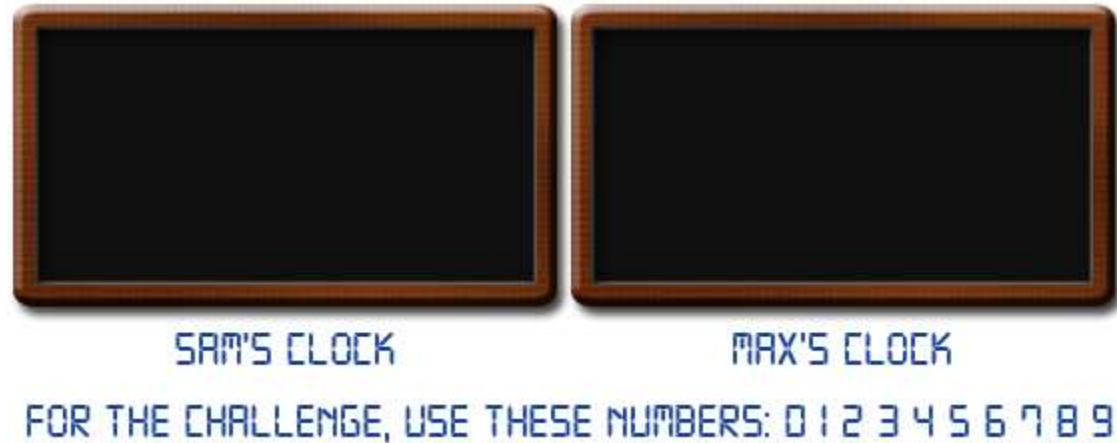 SAM'S CLOCK
MAX'S CLOCK
FOR THE CHALLENGE, USE THESE NUMBERS: 0 1 2 3 4 5 6 7 8 9